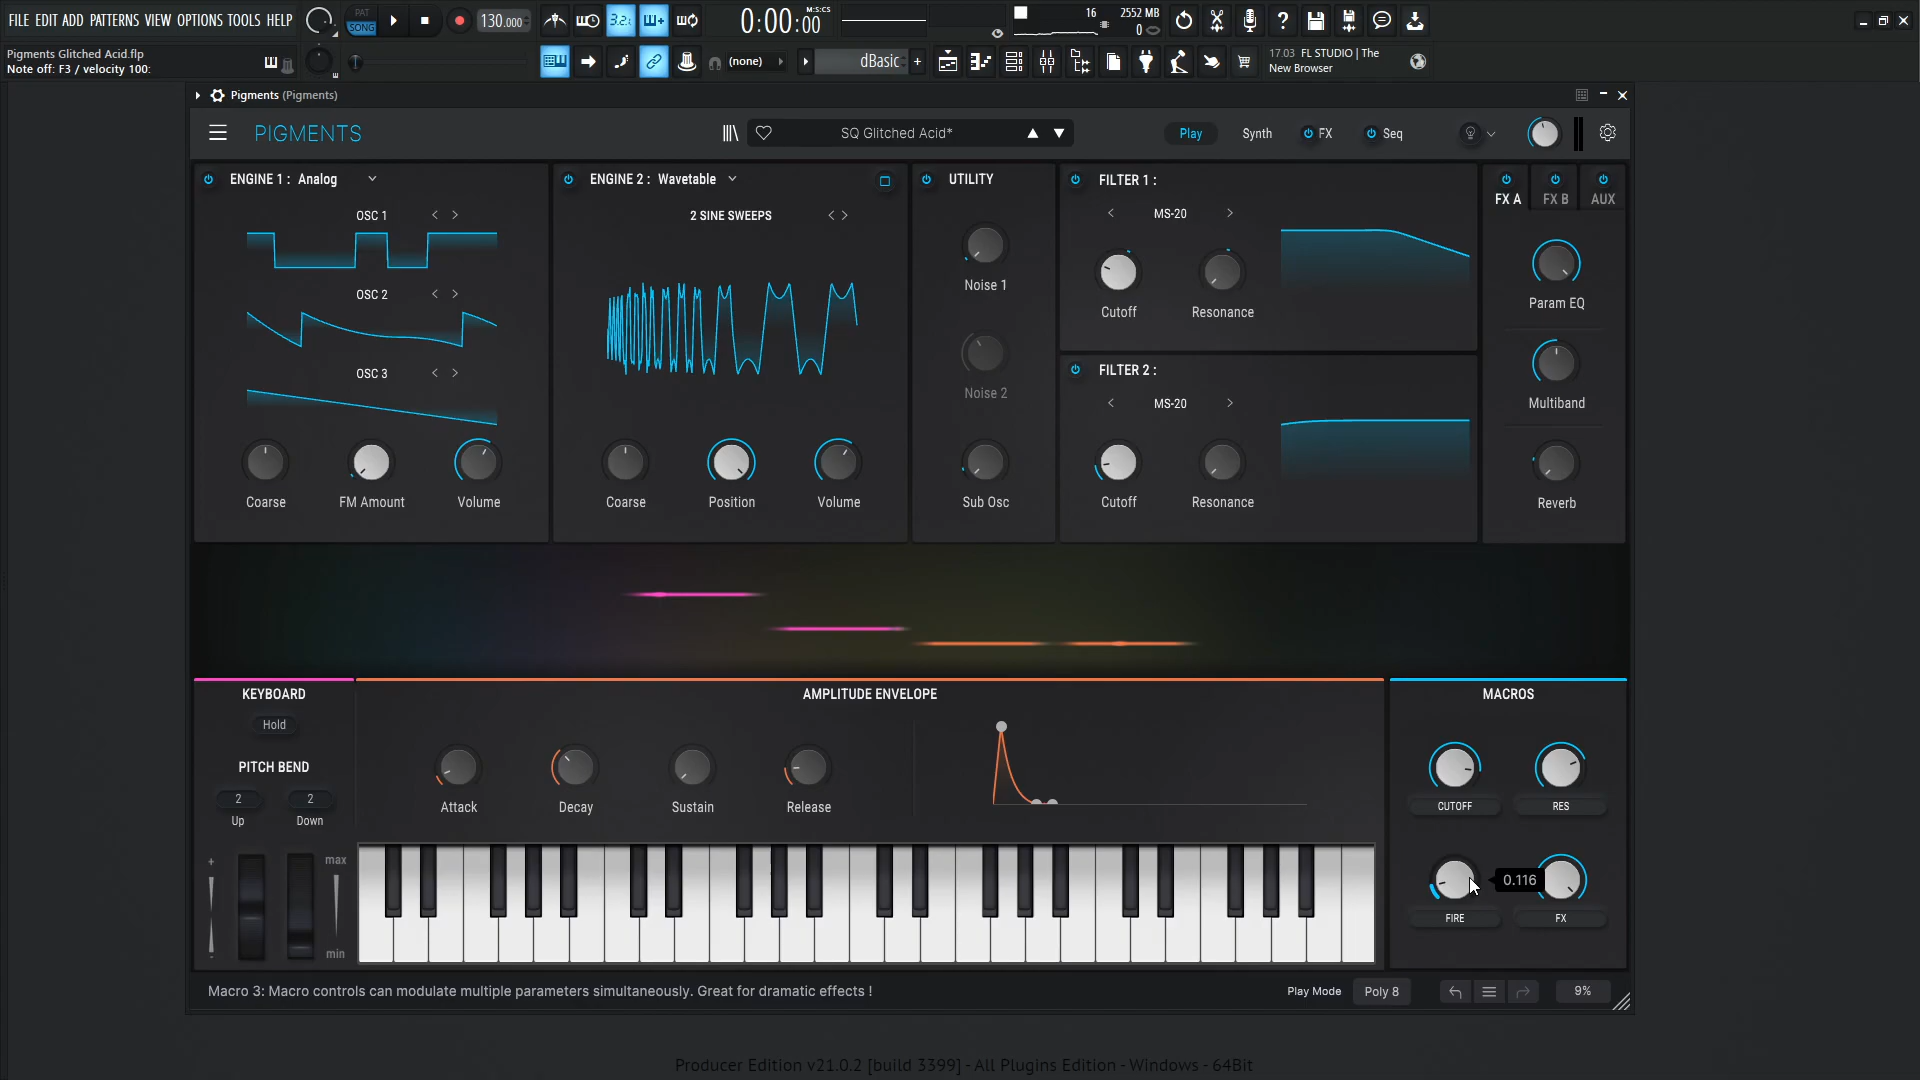 FILE EDIT ADD PATTERNS VIEW OPTIONS TOOLS HELP
PAT
SONG
130.000
3.2.
0:00:00
M:S:CS
16
2552 MB
0
Pigments Glitched Acid.flp
Note off: F3 / velocity 100:
(none)
dBasic
17.03 FL STUDIO | The
New Browser
Pigments (Pigments)
PIGMENTS
SQ Glitched Acid*
Play
Synth
FX
Seq
ENGINE 1 : Analog
ENGINE 2 : Wavetable
UTILITY
FILTER 1 :
FX A
FX B
AUX
OSC 1
2 SINE SWEEPS
MS-20
Noise 1
Cutoff
Resonance
Param EQ
OSC 2
FILTER 2 :
OSC 3
Noise 2
MS-20
Multiband
Coarse
FM Amount
Volume
Coarse
Position
Volume
Sub Osc
Cutoff
Resonance
Reverb
KEYBOARD
AMPLITUDE ENVELOPE
MACROS
Hold
PITCH BEND
2
2
Up
Down
Attack
Decay
Sustain
Release
CUTOFF
RES
+
max
-
min
0.116
FIRE
FX
Macro 3: Macro controls can modulate multiple parameters simultaneously. Great for dramatic effects !
Play Mode
Poly 8
9%
Producer Edition v21.0.2 [build 3399] - All Plugins Edition - Windows - 64Bit